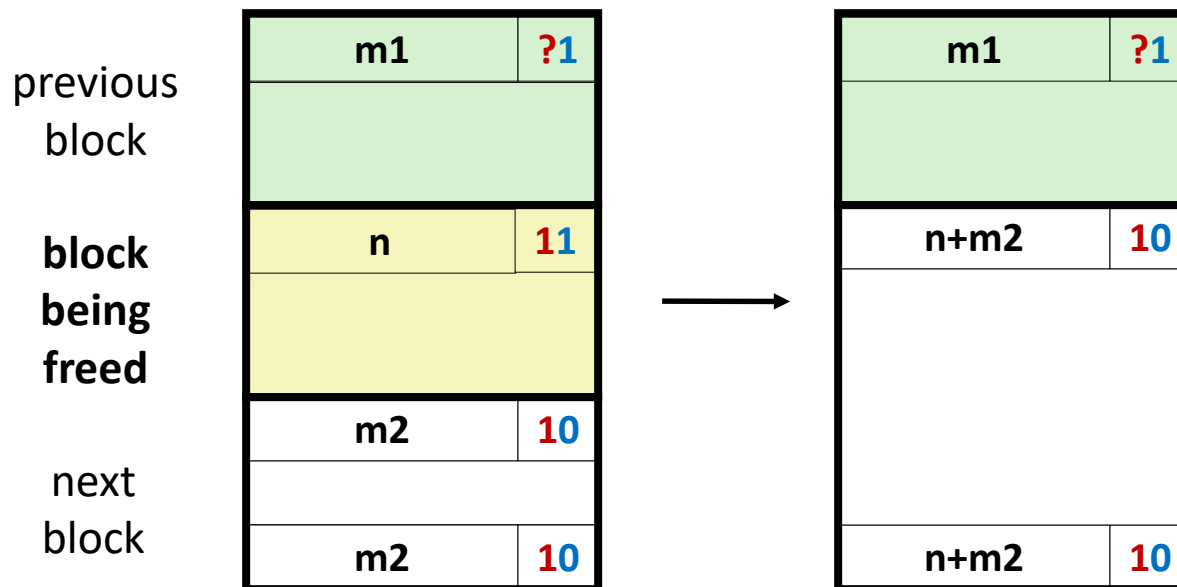 m1 ?1 m1 ?1
previous
block
n 11 n+m2 10
block
being
freed
m2 10
next
block
m2 10 n+m2 10